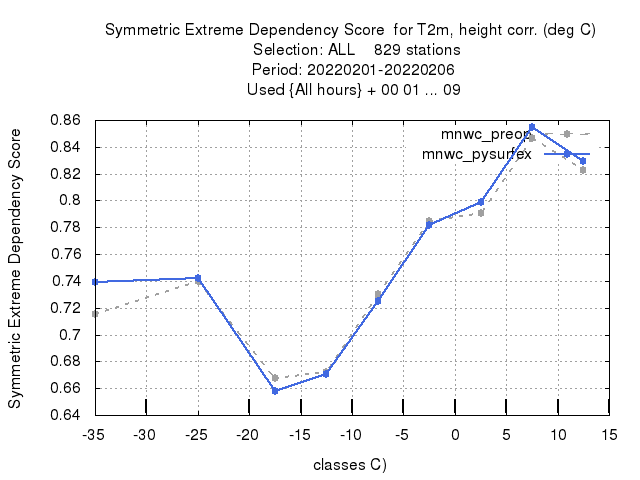 Symmetric Extreme Dependency Score  for T2m, height corr. (deg C)
Selection: ALL    829 stations
Period: 20220201-20220206
Used {All hours} + 00 01 ... 09
mnwc_preop
mnwc_pysurfex
Symmetric Extreme Dependency Score
0.86
0.84
0.82
0.8
0.78
0.76
0.74
0.72
0.7
0.68
0.66
0.64
-35 -30 -25 -20 -15 -10 -5 0 5 10 15
classes C)